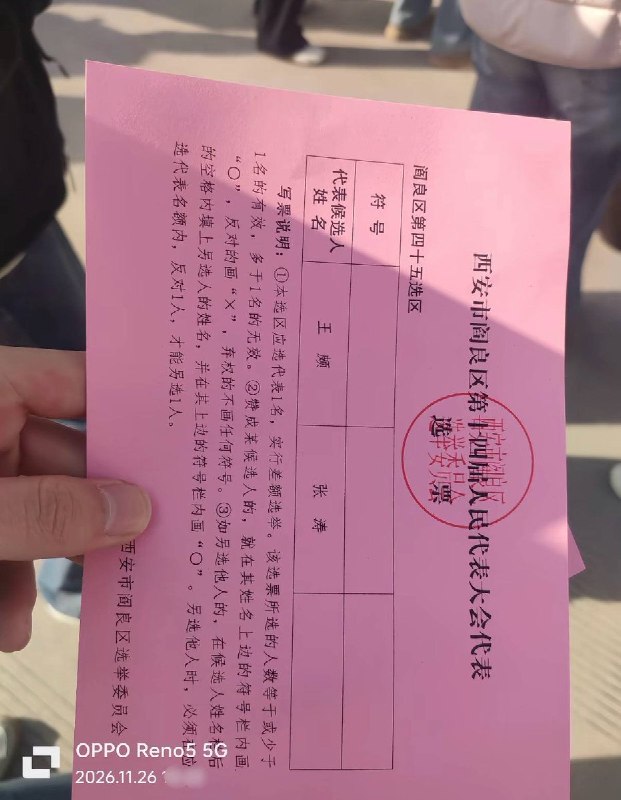 西安市阎良区第十四届人民代表大会代表
选 票
西安市阎良区
选举委员会
阎良区第四十五选区
符 号
代表候选人
姓 名
王
张 涛
写票说明：①本选区应选代表1名，实行差额选举。该选票所选的人数等于或少于
1名的有效，多于1名的无效。②赞成某候选人的，就在其姓名上边的符号栏内画
“○”，反对的画“×”，弃权的不画任何符号。③如另选他人的，在候选人姓名栏后
的空格内填上另选人的姓名，并在其上边的符号栏内画“○”。另选他人时，必须 应
选代表名额内，反对1人，才能另选1人。
西安市阎良区选举委员会
OPPO Reno5 5G
2026.11.26